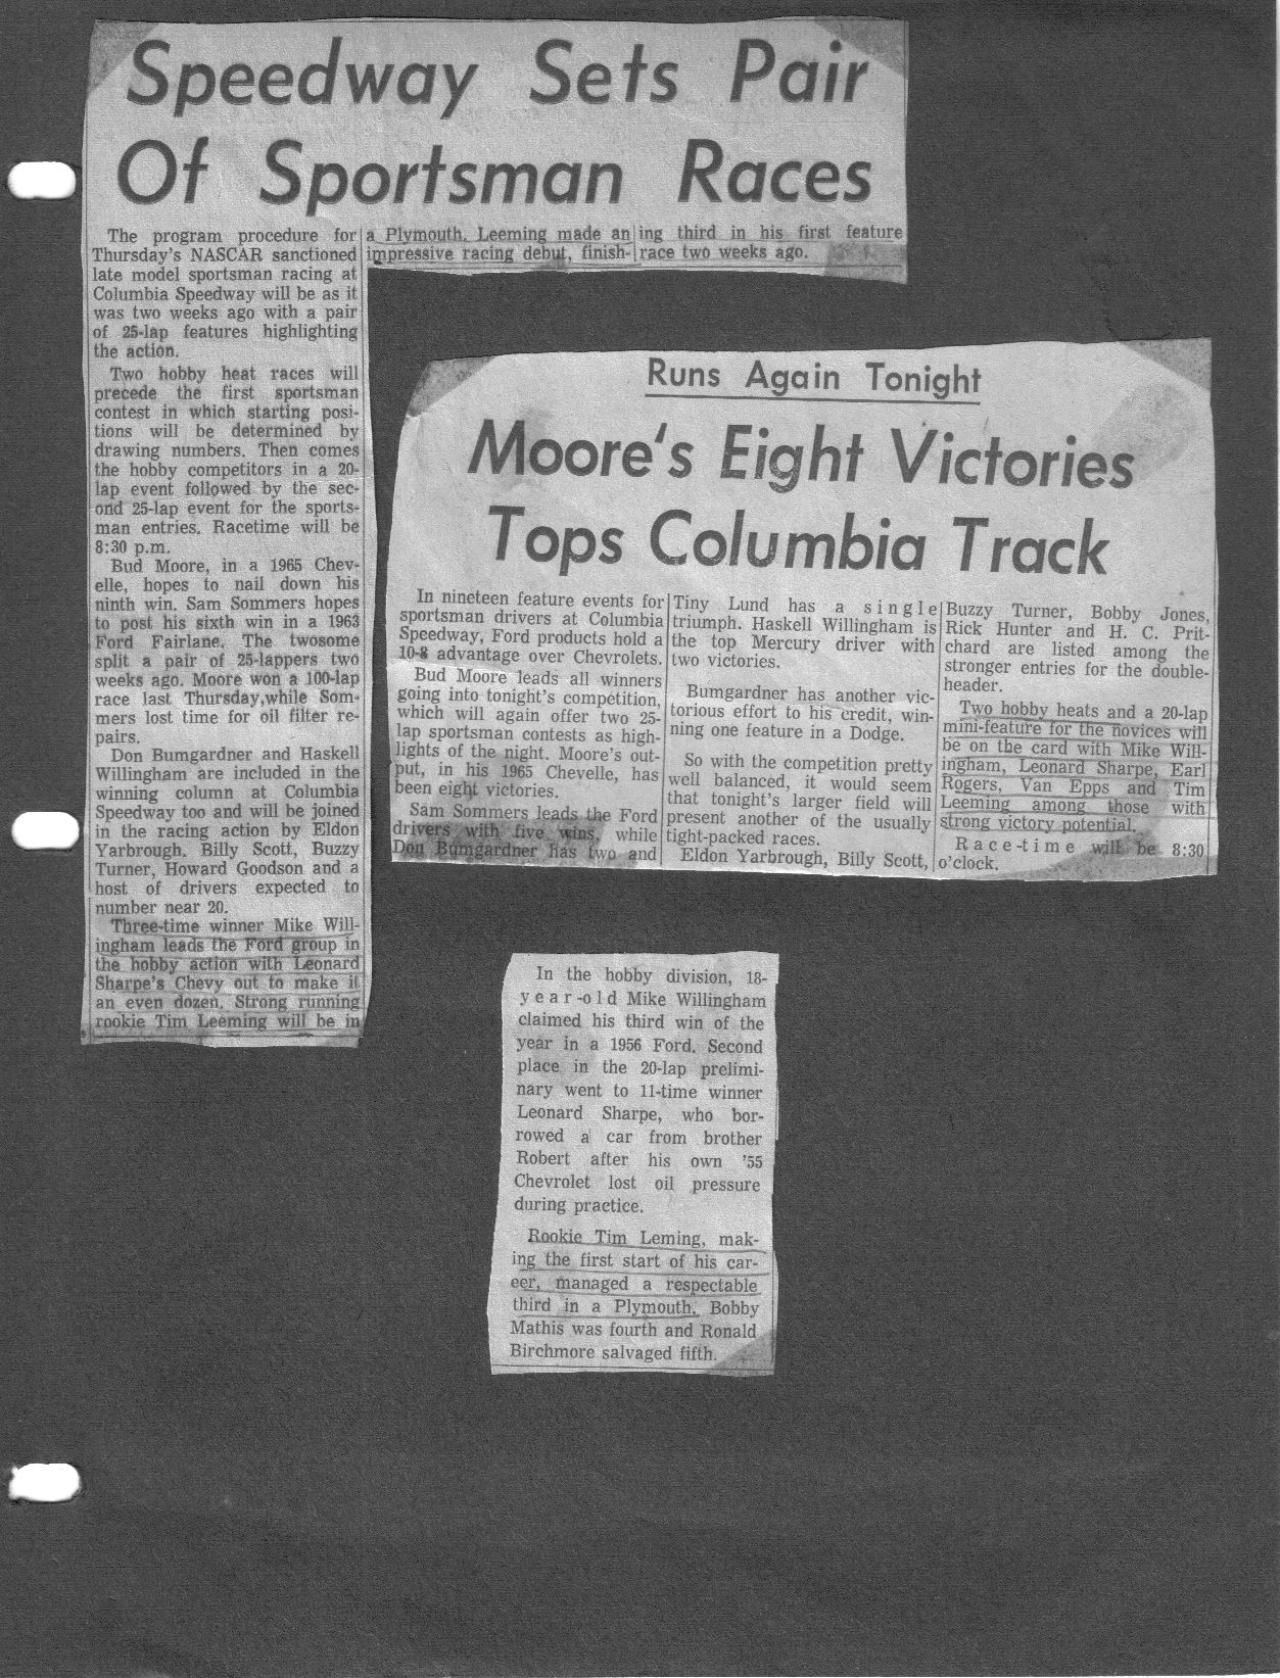 Speedway Sets Pair
Of Sportsman Races
The program procedure for
Thursday's NASCAR sanctioned
late model sportsman racing at
Columbia Speedway will be as it
was two weeks ago with a pair
of 25-lap features highlighting
the action.
Two hobby heat races will
precede the first sportsman
contest in which starting posi-
tions will be determined by
drawing numbers. Then comes
the hobby competitors in a 20-
lap event followed by the sec-
ond 25-lap event for the sports-
man entries. Racetime will be
8:30 p.m.
Bud Moore, in a 1965 Chev-
elle, hopes to nail down his
ninth win. Sam Sommers hopes
to post his sixth win in a 1963
Ford Fairlane. The twosome
split a pair of 25-lappers two
weeks ago. Moore won a 100-lap
race last Thursday,while Som-
mers lost time for oil filter re-
pairs.
Don Bumgardner and Haskell
Willingham are included in the
winning column at Columbia
Speedway too and will be joined
in the racing action by Eldon
Yarbrough, Billy Scott, Buzzy
Turner, Howard Goodson and a
host of drivers expected to
number near 20.
Three-time winner Mike Will-
ingham leads the Ford group in
the hobby action with Leonard
Sharpe's Chevy out to make it
an even dozen. Strong running
rookie Tim Leeming will be in
a Plymouth. Leeming made an
impressive racing debut, finish-
ing third in his first feature
race two weeks ago.
Runs Again Tonight
Moore's Eight Victories
Tops Columbia Track
In nineteen feature events for
sportsman drivers at Columbia
Speedway, Ford products hold a
10-8 advantage over Chevrolets.
Bud Moore leads all winners
going into tonight's competition,
which will again offer two 25-
lap sportsman contests as high-
lights of the night. Moore's out-
put, in his 1965 Chevelle, has
been eight victories.
Sam Sommers leads the Ford
drivers with five wins, while
Don Bumgardner has two and
Tiny Lund has a single
triumph. Haskell Willingham is
the top Mercury driver with
two victories.
Bumgardner has another vic-
torious effort to his credit, win-
ning one feature in a Dodge.
So with the competition pretty
well balanced, it would seem
that tonight's larger field will
present another of the usually
tight-packed races.
Eldon Yarbrough, Billy Scott,
Buzzy Turner, Bobby Jones,
Rick Hunter and H. C. Prit-
chard are listed among the
stronger entries for the double-
header.
Two hobby heats and a 20-lap
mini-feature for the novices will
be on the card with Mike Will-
ingham, Leonard Sharpe, Earl
Rogers, Van Epps and Tim
Leeming among those with
strong victory potential.
Race-time will be 8:30
o'clock.
In the hobby division, 18-
year-old Mike Willingham
claimed his third win of the
year in a 1956 Ford. Second
place in the 20-lap prelimi-
nary went to 11-time winner
Leonard Sharpe, who bor-
rowed a car from brother
Robert after his own '55
Chevrolet lost oil pressure
during practice.
Rookie Tim Leming, mak-
ing the first start of his car-
eer, managed a respectable
third in a Plymouth. Bobby
Mathis was fourth and Ronald
Birchmore salvaged fifth.